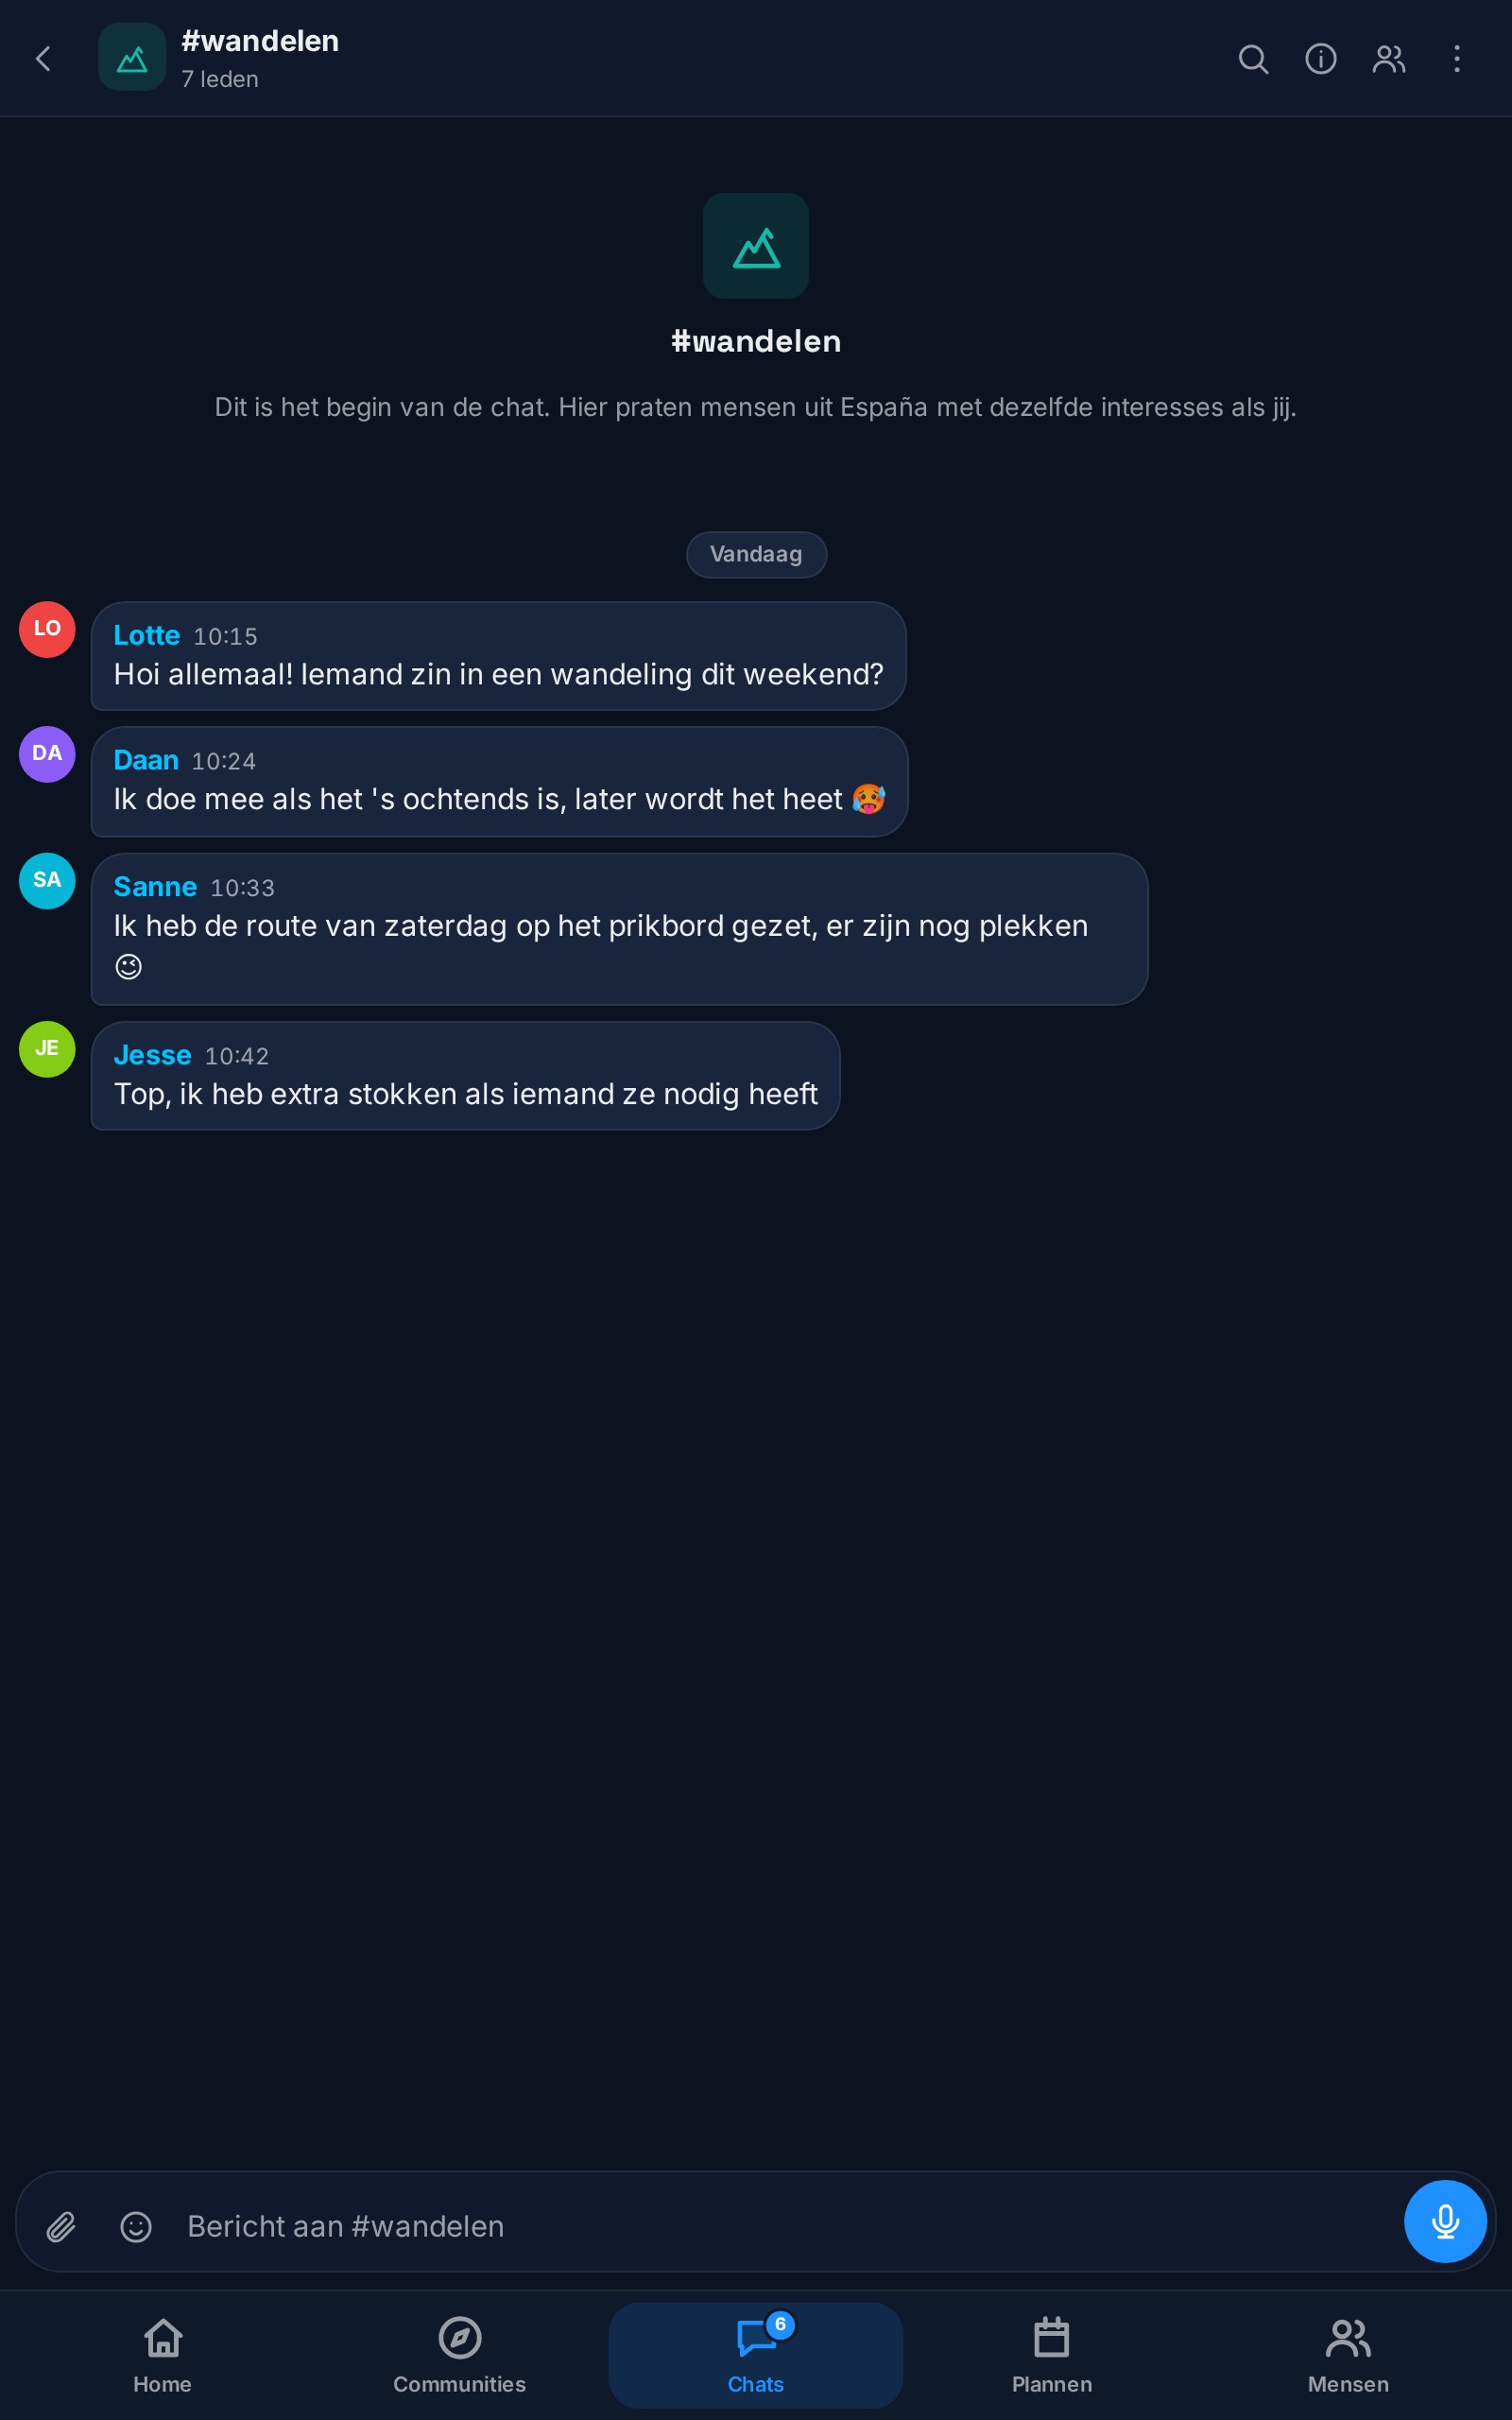 #wandelen
7 leden
#wandelen
Dit is het begin van de chat. Hier praten mensen uit España met dezelfde interesses als jij.
Vandaag
LO
Lotte 10:15
Hoi allemaal! Iemand zin in een wandeling dit weekend?
DA
Daan 10:24
Ik doe mee als het 's ochtends is, later wordt het heet 🥵
SA
Sanne 10:33
Ik heb de route van zaterdag op het prikbord gezet, er zijn nog plekken
😉
JE
Jesse 10:42
Top, ik heb extra stokken als iemand ze nodig heeft
Bericht aan #wandelen
6
Home Communities Chats Plannen Mensen